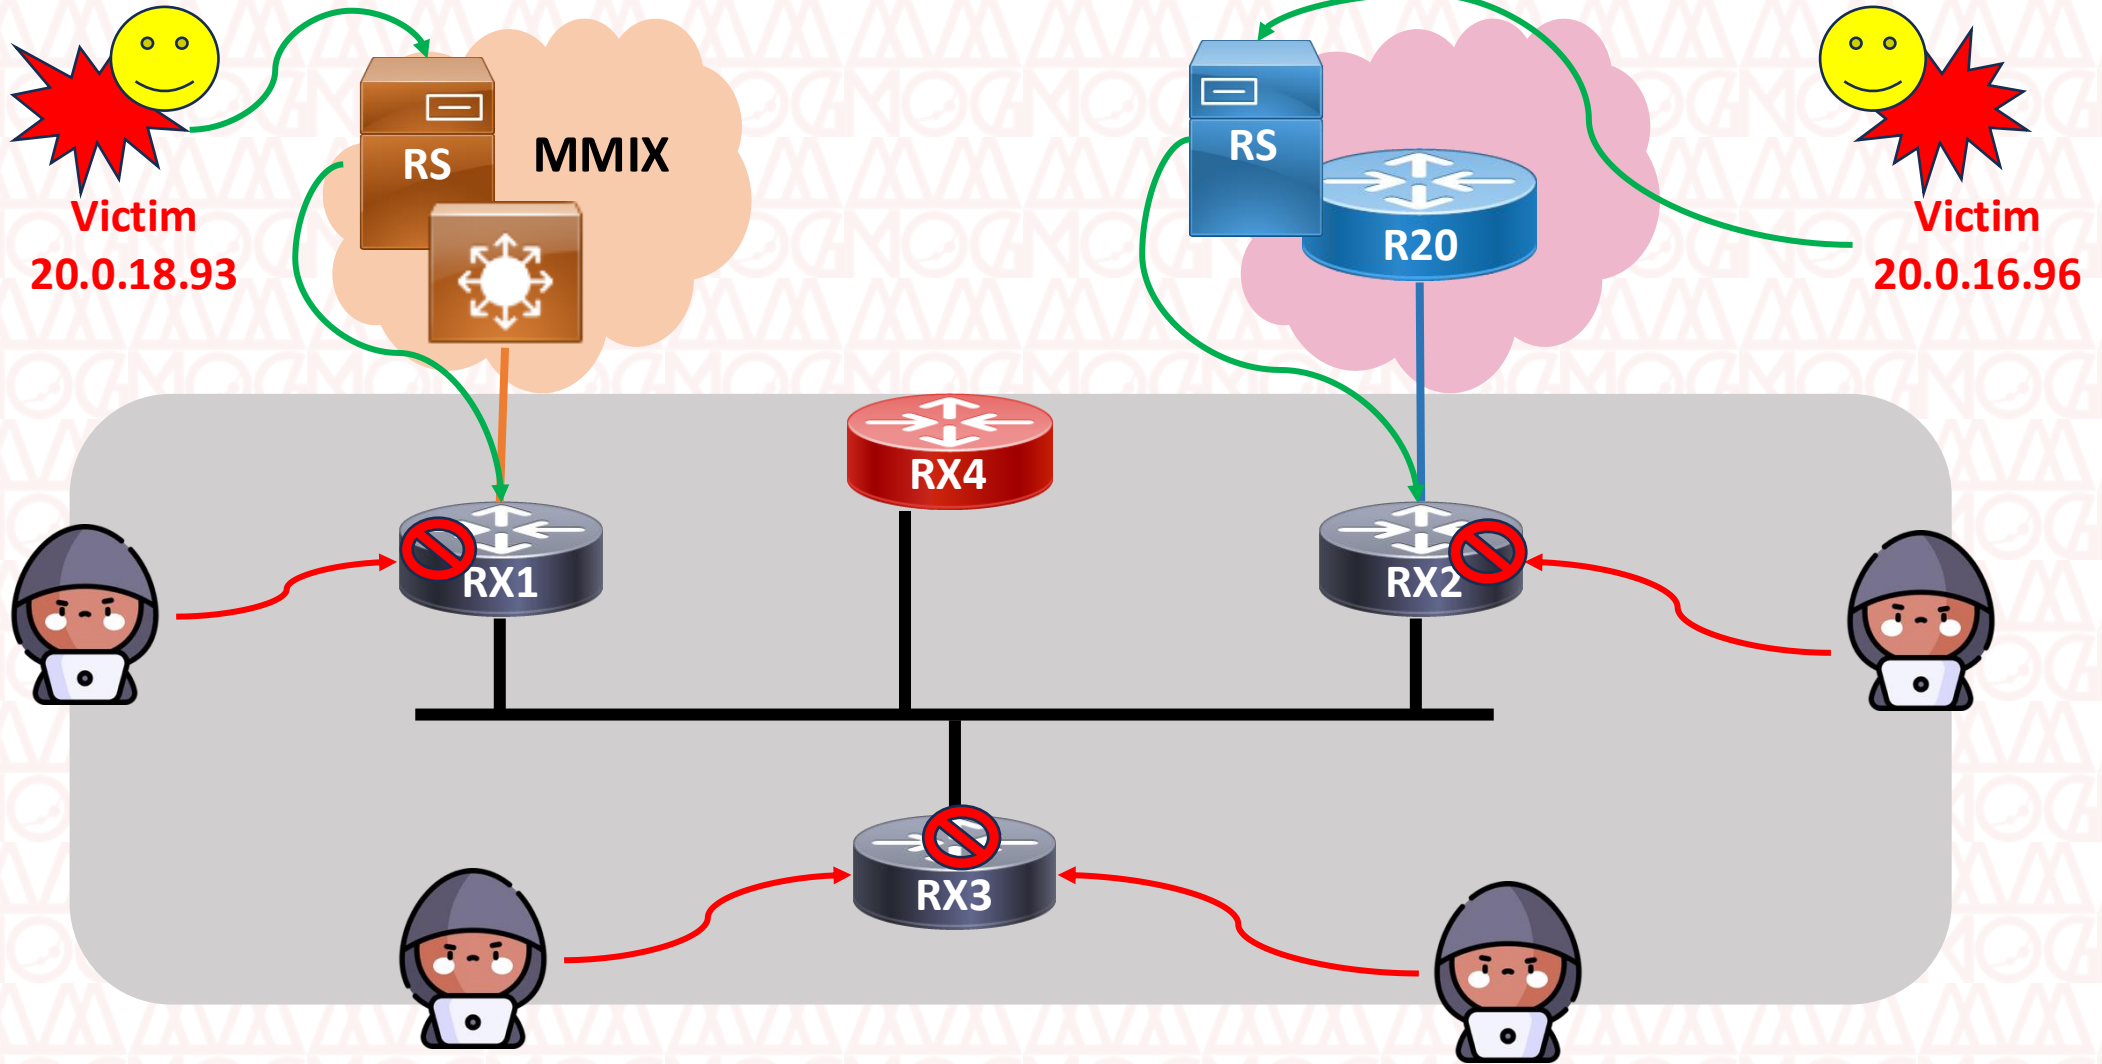 RS
MMIX
RS
R20
Victim
20.0.18.93
Victim
20.0.16.96
RX4
RX1
RX2
RX3